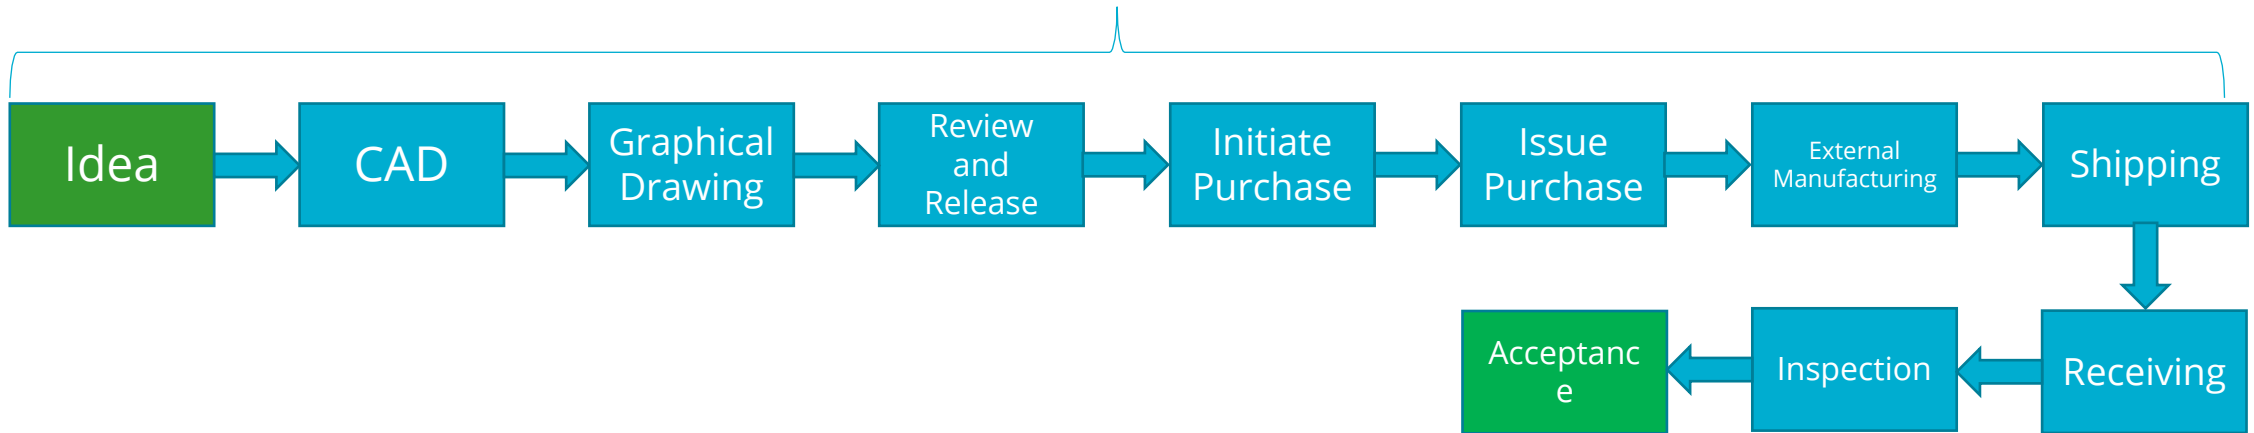 Idea
CAD
Graphical
Drawing
Review
and
Release
Initiate
Purchase
Issue
Purchase
External
Manufacturing
Shipping
Receiving
Inspection
Acceptanc
e